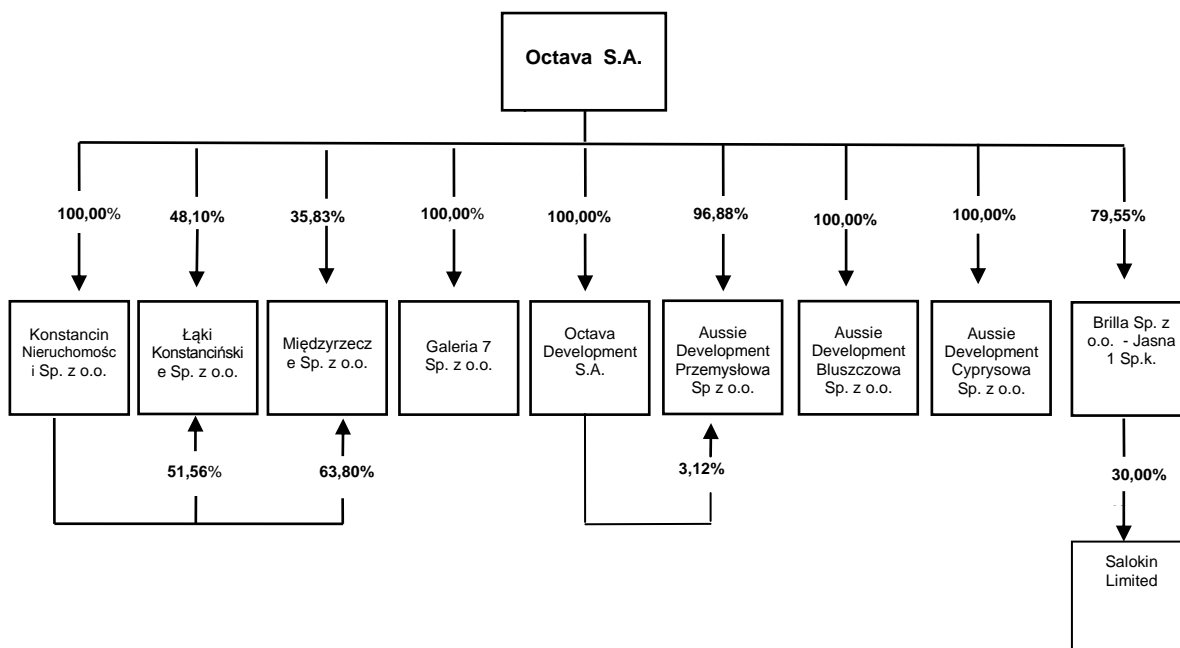 Octava S.A.
100,00%
48,10%
35,83%
100,00%
100,00%
96,88%
100,00%
100,00%
79,55%
Konstancin
Nieruchomośc
i Sp. z o.o.
Łąki
Konstancińsk
e Sp. z o.o.
Międzyrzecz
e Sp. z o.o.
Galeria 7
Sp. z o.o.
Octava
Development
S.A.
Aussie
Development
Przemysłowa
Sp z o.o.
Aussie
Development
Bluszczowa
Sp. z o.o.
Aussie
Development
Cyprysowa
Sp. z o.o.
Brilla Sp. z
o.o. - Jasna
1 Sp.k.
51,56%
63,80%
3,12%
30,00%
Salokin
Limited